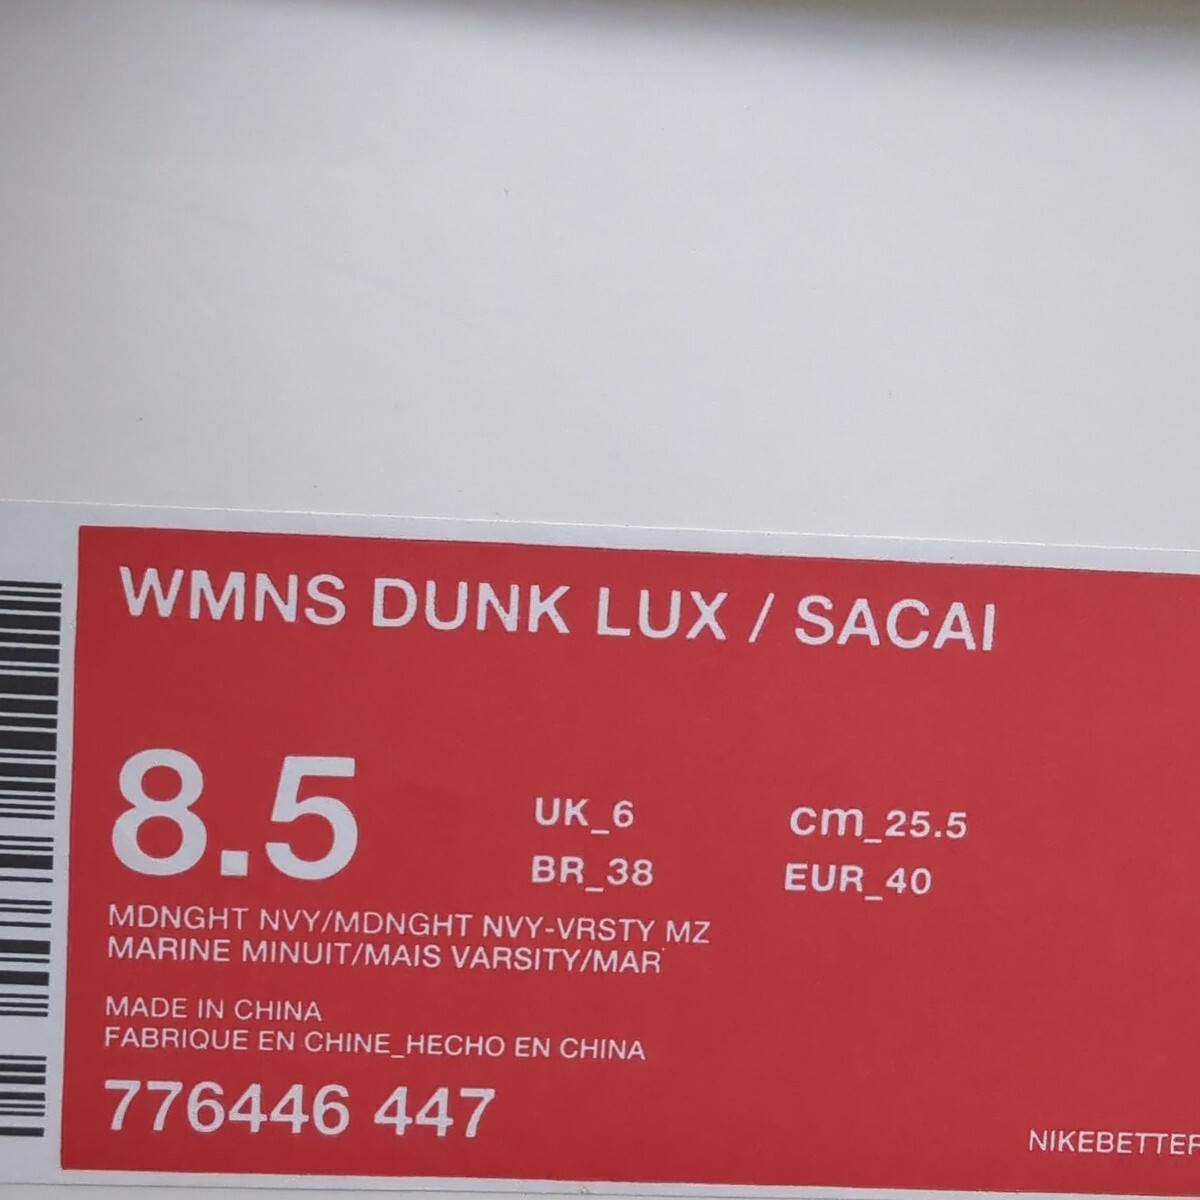 WMNS DUNK LUX / SACAI
8.5
UK_6
cm_25.5
BR_38
EUR_40
MDNGHT NVY/MDNGHT NVY-VRSTY MZ
MARINE MINUIT/MAIS VARSITY/MAR
MADE IN CHINA
FABRIQUE EN CHINE_HECHO EN CHINA
776446 447